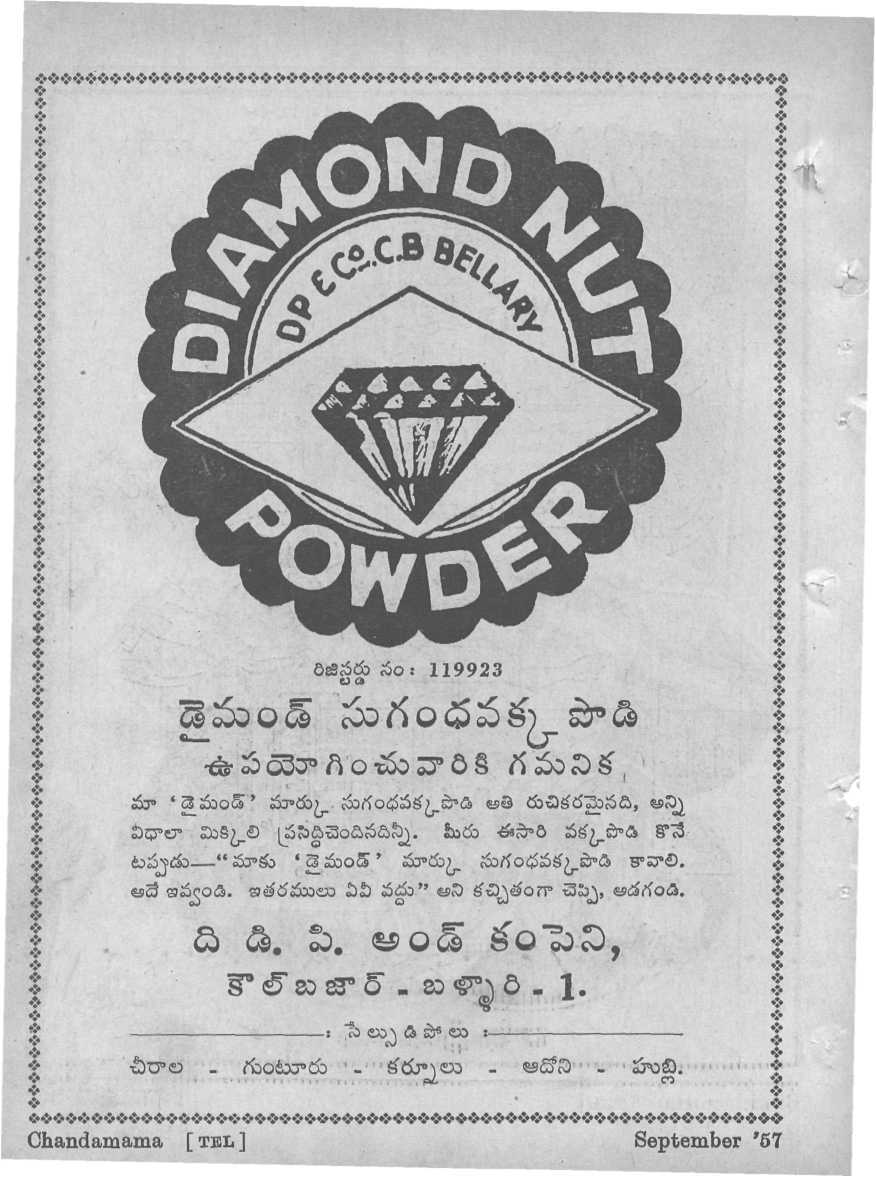 DIAMOND NUT
DP & Co. C.B BELLARY
POWDER
రిజిస్టర్డు నం: 119923
డైమండ్ సుగంధవక్క పొడి
ఉపయోగించువారికి గమనిక
మా ‘డైమండ్’ మార్కు సుగంధవక్కపొడి అతి రుచికరమైనది, అన్ని
విధాలా మిక్కిలి ప్రసిద్ధిచెందినదిన్నీ. మీరు ఈసారి వక్కపొడి కొనే
టప్పుడు—“మాకు ‘డైమండ్’ మార్కు సుగంధవక్కపొడి కావాలి.
అదే ఇవ్వండి. ఇతరములు ఏవీ వద్దు” అని కచ్చితంగా చెప్పి, అడగండి.
ది డి. పి. అండ్ కంపెని,
కౌల్‌బజార్ - బళ్ళారి - 1.
: సేల్సు డిపోలు :
చీరాల - గుంటూరు - కర్నూలు - ఆదోని - హుబ్లి.
Chandamama [TEL] September '57